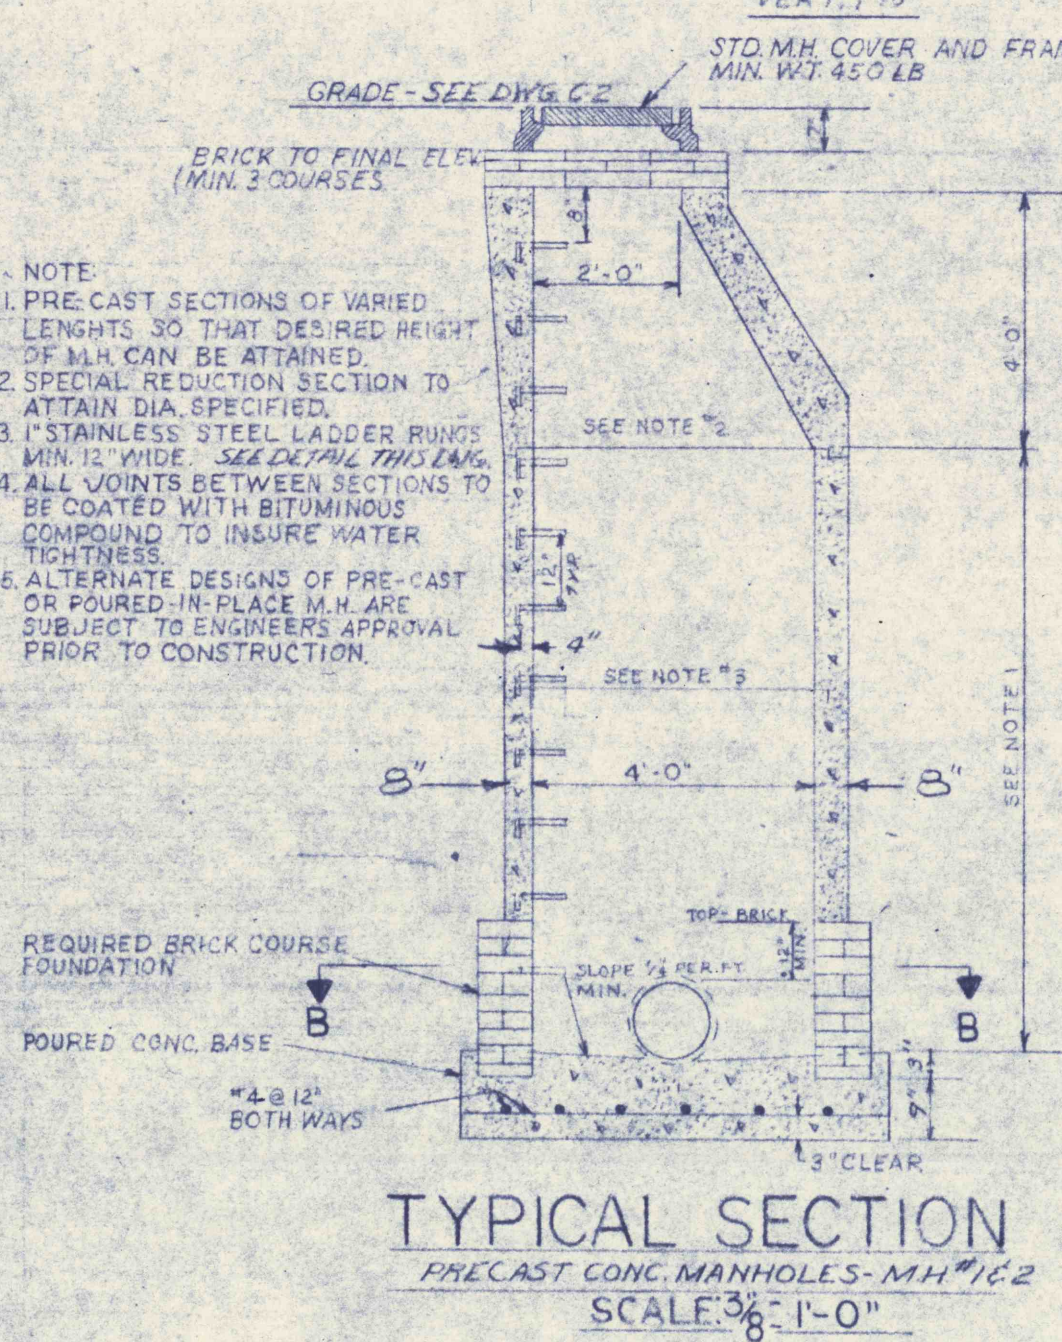 STD. M.H. COVER AND FRAM
MIN. WT. 450 LB
GRADE - SEE DWG. C2
7"
BRICK TO FINAL ELEV.
(MIN. 3 COURSES
8"
2'-0"
4'-0"
NOTE:
1. PRE-CAST SECTIONS OF VARIED
LENGHTS SO THAT DESIRED HEIGHT
OF M.H. CAN BE ATTAINED.
2. SPECIAL REDUCTION SECTION TO
ATTAIN DIA. SPECIFIED.
3. 1" STAINLESS STEEL LADDER RUNGS
MIN. 12" WIDE. SEE DETAIL THIS DWG.
4. ALL JOINTS BETWEEN SECTIONS TO
BE COATED WITH BITUMINOUS
COMPOUND TO INSURE WATER
TIGHTNESS.
5. ALTERNATE DESIGNS OF PRE-CAST
OR POURED-IN-PLACE M.H. ARE
SUBJECT TO ENGINEERS APPROVAL
PRIOR TO CONSTRUCTION.
SEE NOTE #2
12"
TYP.
4"
SEE NOTE #3
SEE NOTE 1
8"
4'-0"
8"
TOP-BRICK
12"
MIN.
REQUIRED BRICK COURSE
FOUNDATION
SLOPE 1/4 PER. FT.
MIN.
B
B
POURED CONC. BASE
3"
9"
#4 @ 12"
BOTH WAYS
3" CLEAR
TYPICAL SECTION
PRECAST CONC. MANHOLES - MH #1&2
SCALE: 3/8" = 1'-0"